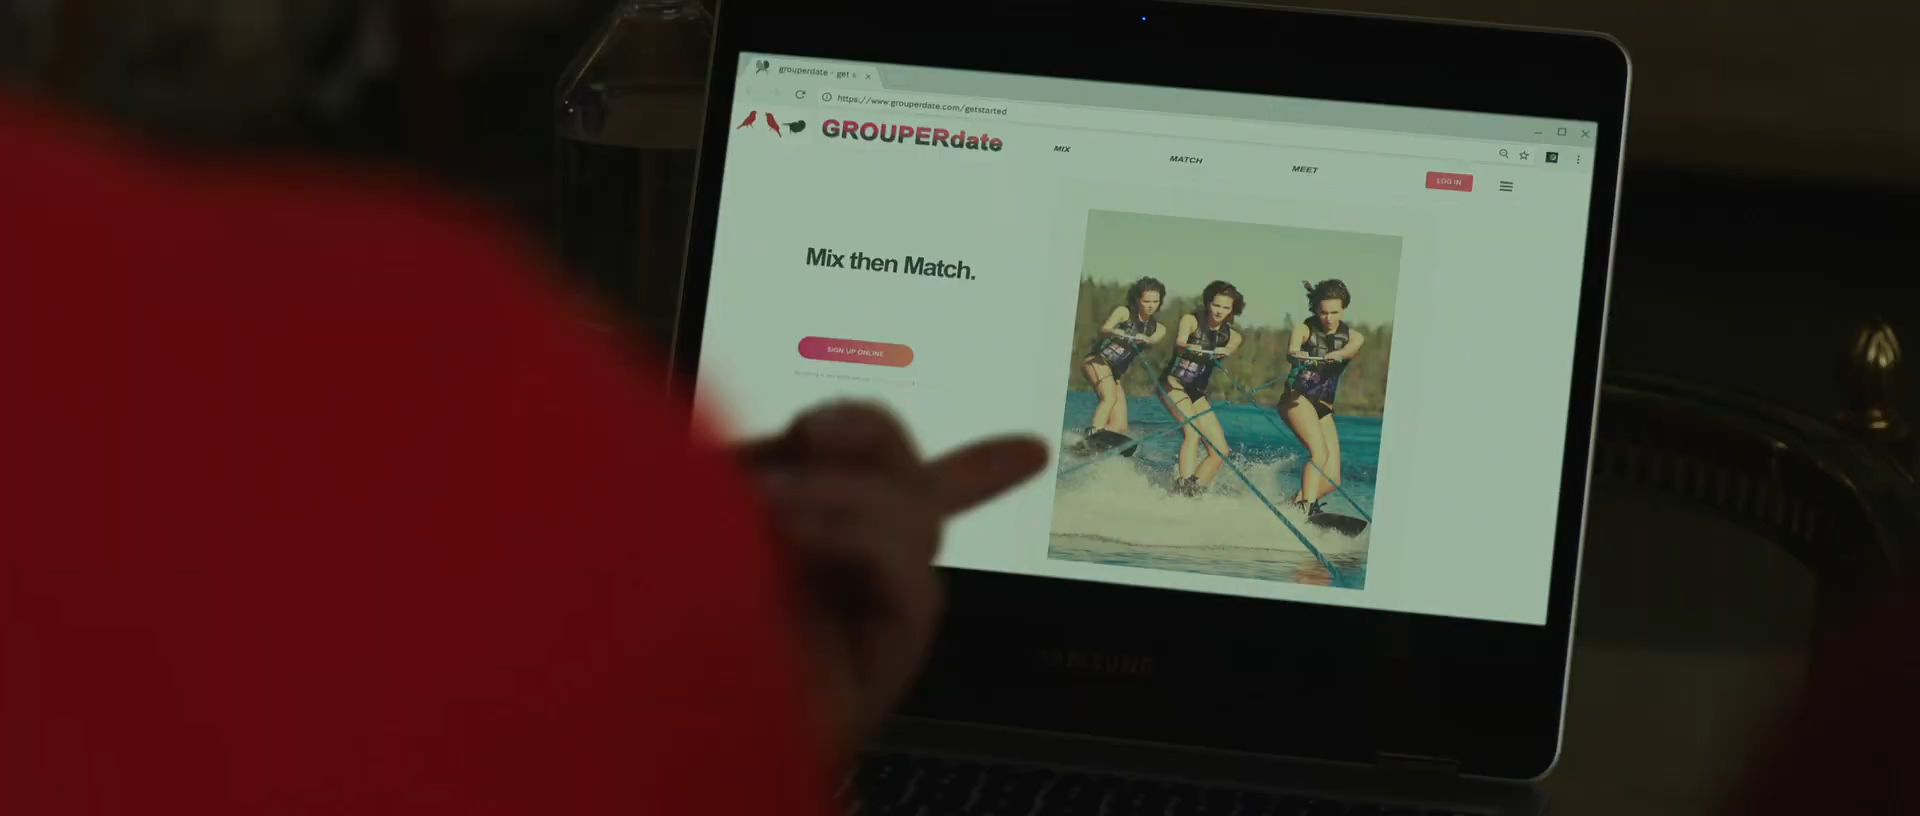 grouperdate - get s
https://www.grouperdate.com/getstarted
GROUPERdate
MIX
MATCH
MEET
LOG IN
Mix then Match.
SIGN UP ONLINE
SAMSUNG